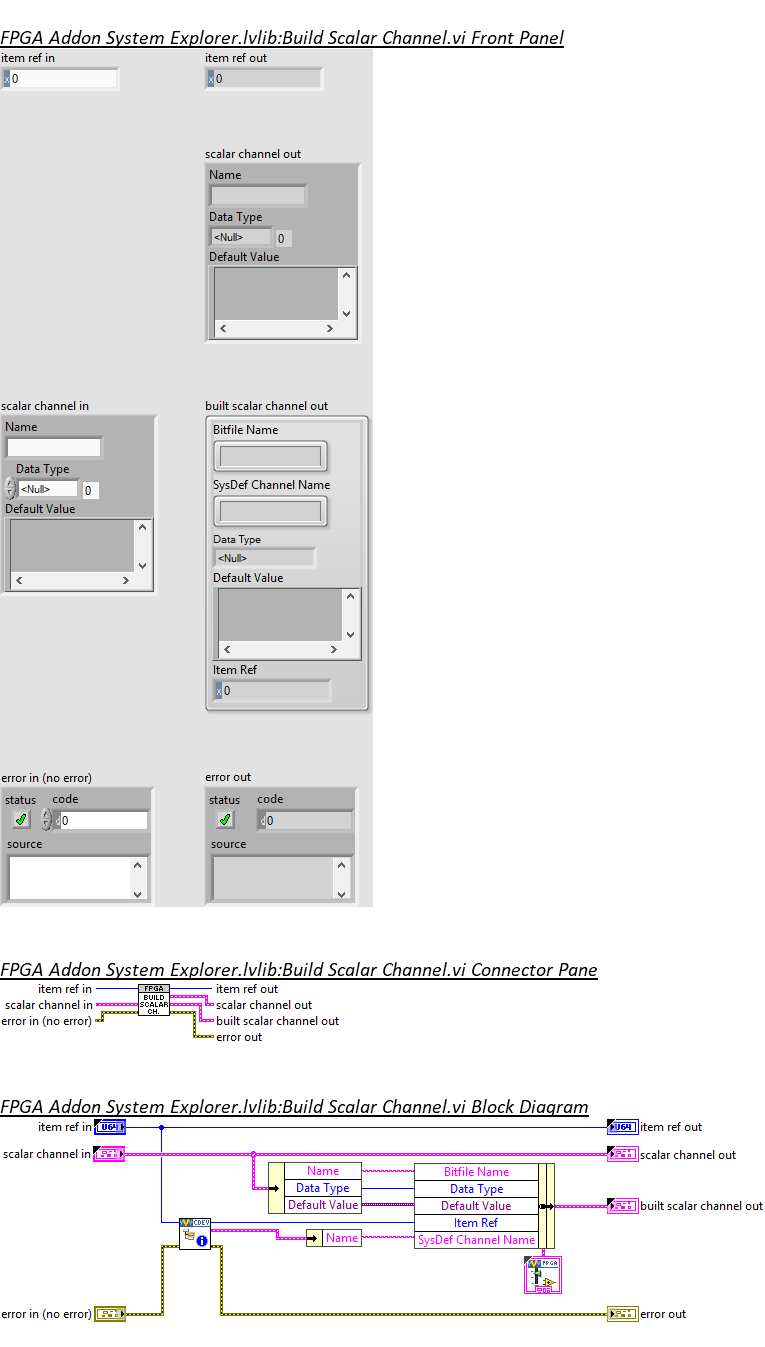 FPGA Addon System Explorer.lvlib:Build Scalar Channel.vi Front Panel
item ref in
item ref out
x 0
x 0
scalar channel out
Name
Data Type
<Null>
0
Default Value
scalar channel in
built scalar channel out
Name
Bitfile Name
Data Type
SysDef Channel Name
<Null>
0
Default Value
Data Type
<Null>
Default Value
Item Ref
x 0
error in (no error)
error out
status
code
status
code
d 0
d 0
source
source
FPGA Addon System Explorer.lvlib:Build Scalar Channel.vi Connector Pane
item ref in
FPGA
item ref out
scalar channel in
BUILD
SCALAR
CH.
scalar channel out
error in (no error)
built scalar channel out
error out
FPGA Addon System Explorer.lvlib:Build Scalar Channel.vi Block Diagram
item ref in
U64
U64
item ref out
scalar channel in
scalar channel out
Name
Bitfile Name
Data Type
Data Type
Default Value
Default Value
built scalar channel out
CDEV
Item Ref
Name
SysDef Channel Name
FPGA
error in (no error)
error out